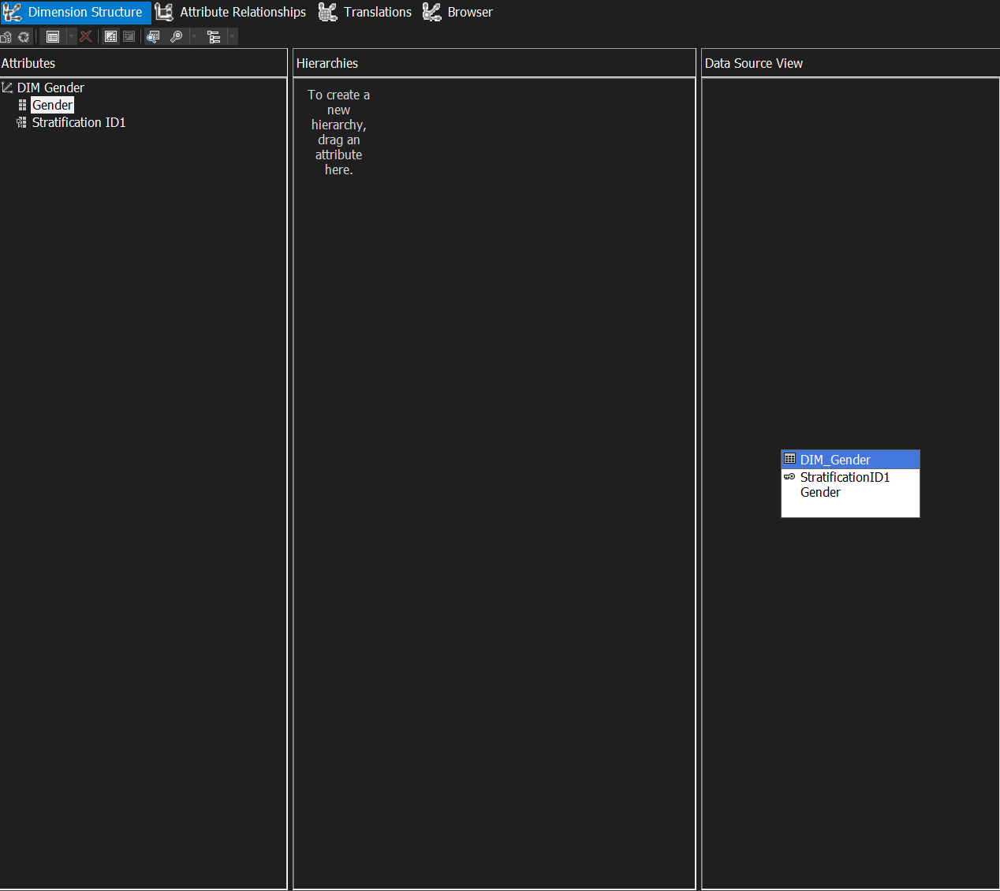 Dimension Structure
Attribute Relationships
Translations
Browser
Attributes
DIM Gender
Gender
Stratification ID1
Hierarchies
To create a
new
hierarchy,
drag an
attribute
here.
Data Source View
DIM_Gender
StratificationID1
Gender